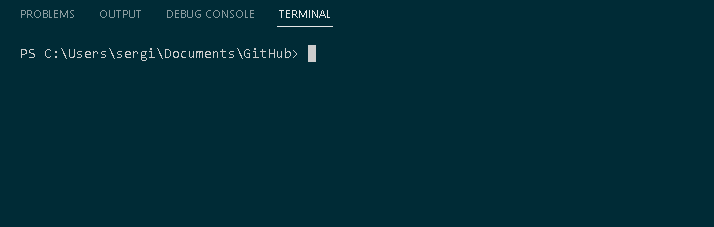 PROBLEMS OUTPUT DEBUG CONSOLE TERMINAL
PS C:\Users\sergi\Documents\GitHub>